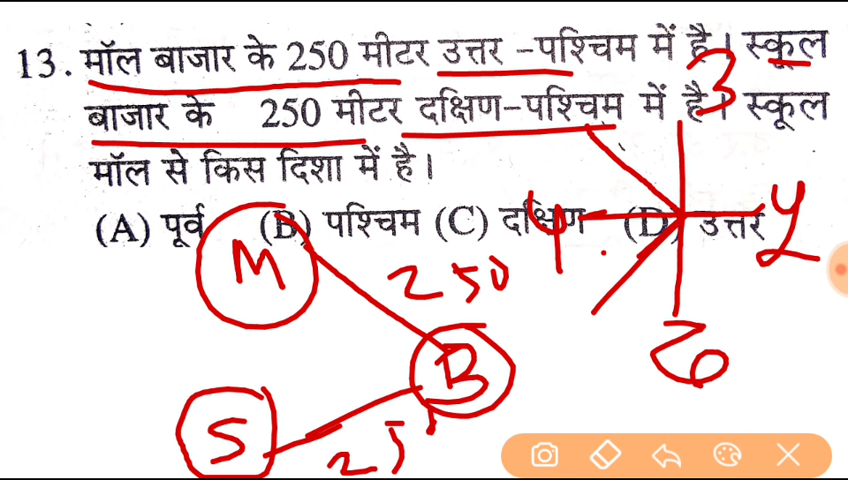 13. मॉल बाजार के 250 मीटर उत्तर -पश्चिम में है। स्कूल
बाजार के 250 मीटर दक्षिण-पश्चिम में है। स्कूल
मॉल से किस दिशा में है।
(A) पूर्व (B) पश्चिम (C) दक्षिण (D) उत्तर
M
250
B
S
25